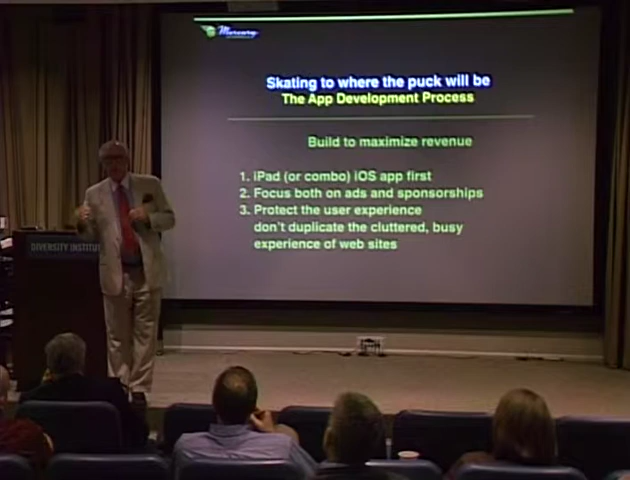 Mercury
Skating to where the puck will be
The App Development Process
Build to maximize revenue
1. iPad (or combo) iOS app first
2. Focus both on ads and sponsorships
3. Protect the user experience
don't duplicate the cluttered, busy
experience of web sites
DIVERSITY INSTITUT